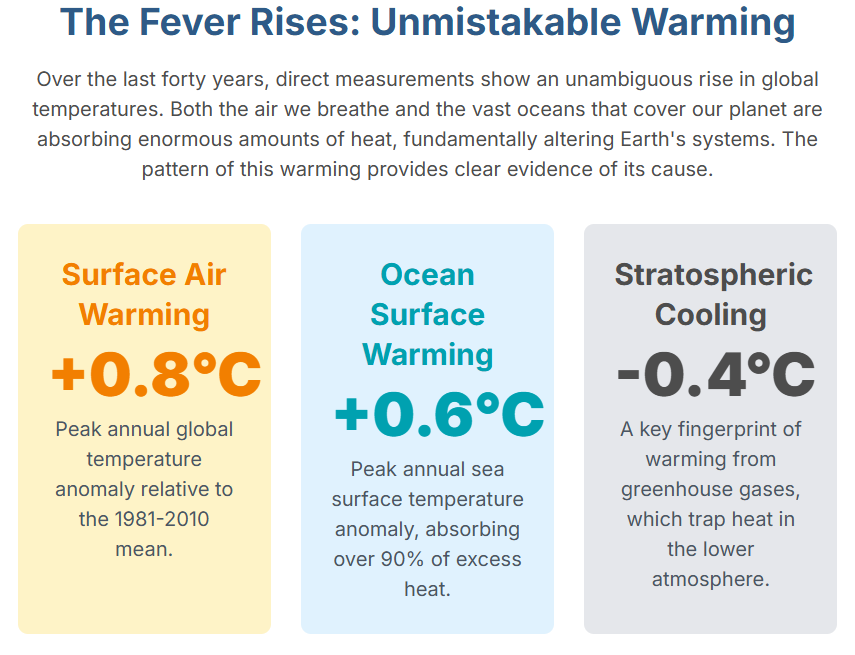 The Fever Rises: Unmistakable Warming
Over the last forty years, direct measurements show an unambiguous rise in global
temperatures. Both the air we breathe and the vast oceans that cover our planet are
absorbing enormous amounts of heat, fundamentally altering Earth's systems. The
pattern of this warming provides clear evidence of its cause.
Surface Air
Warming
+0.8°C
Peak annual global
temperature
anomaly relative to
the 1981-2010
mean.
Ocean
Surface
Warming
+0.6°C
Peak annual sea
surface temperature
anomaly, absorbing
over 90% of excess
heat.
Stratospheric
Cooling
-0.4°C
A key fingerprint of
warming from
greenhouse gases,
which trap heat in
the lower
atmosphere.